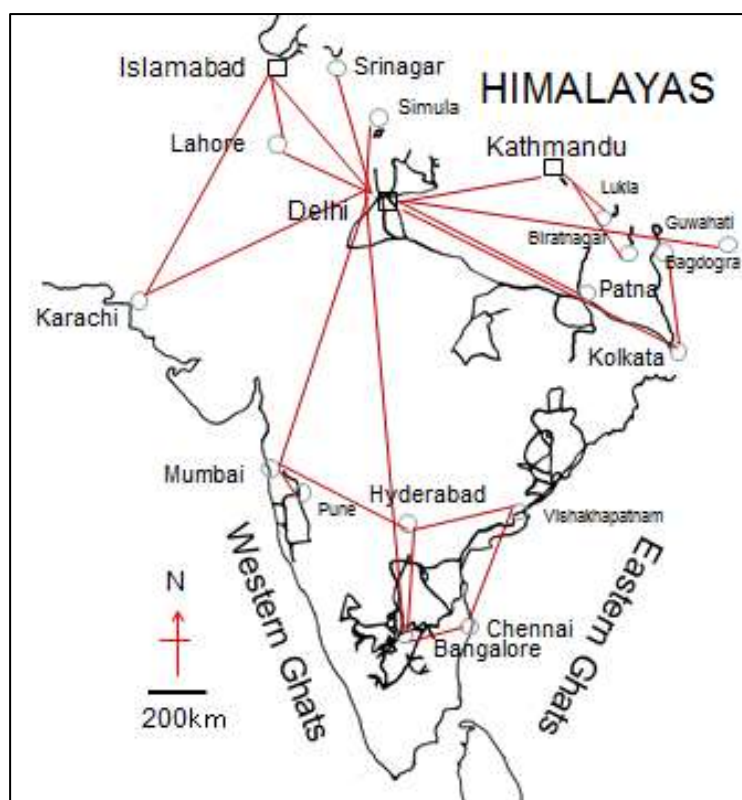 Islamabad
Srinagar
HIMALAYAS
Simula
Lahore
Kathmandu
Lukla
Delhi
Guwahati
Biratnagar
Bagdogra
Patna
Karachi
Kolkata
Mumbai
Hyderabad
Pune
Vishakhapatnam
Western Ghats
Eastern Ghats
N
Chennai
Bangalore
200km